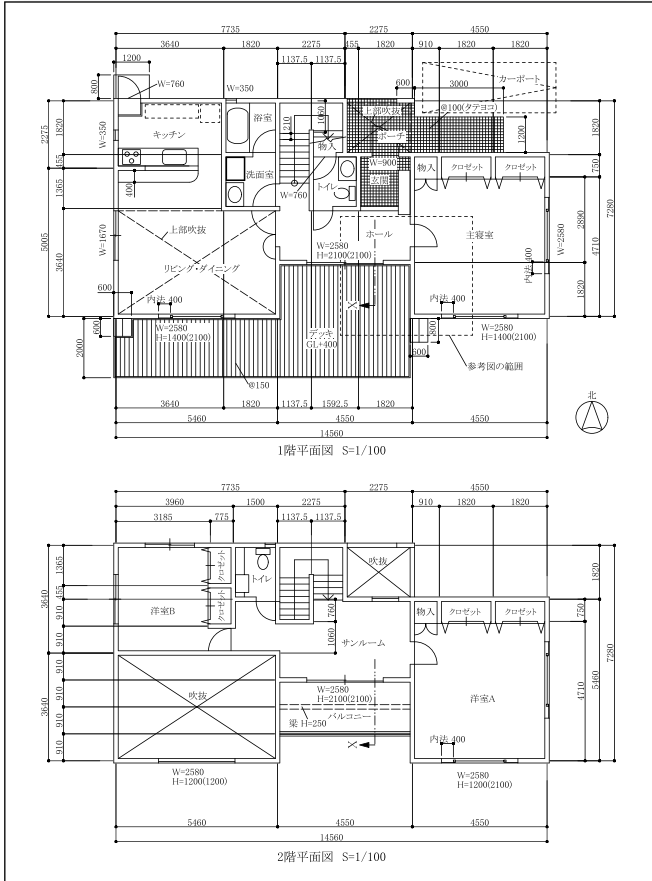 7735 2275 4550
3640 1820 2275 455 1820 910 1820 1820
1200 1137.5 1137.5
800 W=760 W=350 600 3000 カーポート
2275 1820 W=350 キッチン 浴室 210 1060 物入 上部吹抜 ポーチ @100(タテヨコ) 1200 1820
455 W=900 750
1365 400 洗面室 W=760 トイレ 玄関 物入 クロゼット クロゼット
5005 3640 W=1670 上部吹抜 ホール 主寝室 W=2580 2890 4710 7280
リビング・ダイニング W=2580
H=2100(2100) 内法 400
600 内法 400 内法 400 1820
2000 600 W=2580
H=1400(2100) デッキ
GL+400 X 800 600 W=2580
H=1400(2100)
@150 参考図の範囲
3640 1820 1137.5 1592.5 1820
5460 4550 4550
14560
北
1階平面図 S=1/100
7735 2275 4550
3960 1500 2275 910 1820 1820
3185 775 1137.5 1137.5
3640 1365 クロゼット トイレ 吹抜 1820
455 洋室B クロゼット 760 物入 クロゼット クロゼット 750
910 1060 サンルーム
910
3640 910 吹抜 W=2580
H=2100(2100) 洋室A 4710 5460 7280
910 梁 H=250 バルコニー
910 X 内法 400
910
W=2580
H=1200(1200) W=2580
H=1200(2100)
5460 4550 4550
14560
2階平面図 S=1/100